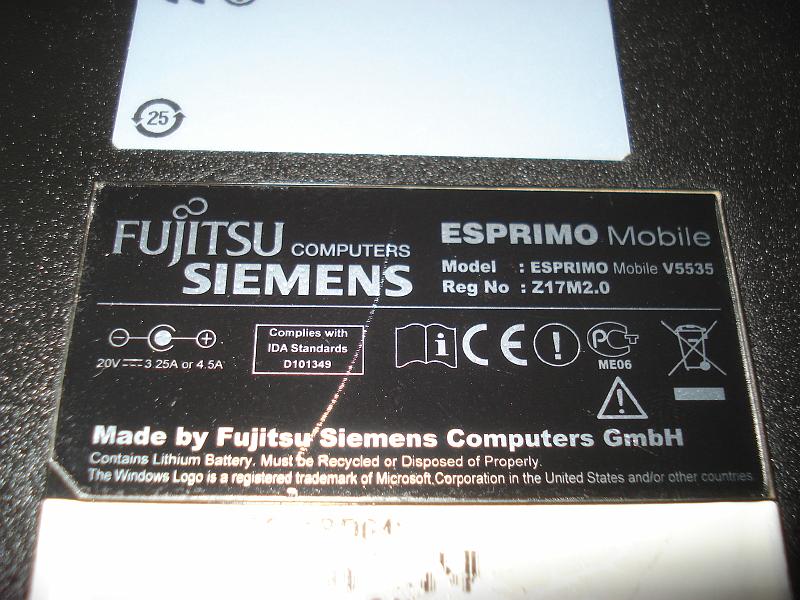 25
FUJITSU COMPUTERS
SIEMENS
ESPRIMO Mobile
Model : ESPRIMO Mobile V5535
Reg No : Z17M2.0
20V 3.25A or 4.5A
Complies with
IDA Standards
D101349
i
CE
!
PCT
ME06
!
Made by Fujitsu Siemens Computers GmbH
Contains Lithium Battery. Must be Recycled or Disposed of Properly.
The Windows Logo is a registered trademark of Microsoft Corporation in the United States and/or other countries.